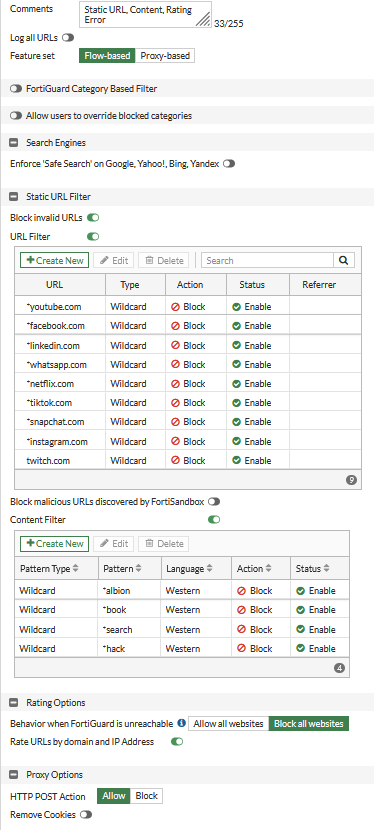 Comments Static URL, Content, Rating
Error
33/255
Log all URLs
Feature set Flow-based Proxy-based
FortiGuard Category Based Filter
Allow users to override blocked categories
Search Engines
Enforce 'Safe Search' on Google, Yahoo!, Bing, Yandex
Static URL Filter
Block invalid URLs
URL Filter
+Create New Edit Delete Search
URL Type Action Status Referrer
*youtube.com Wildcard Block Enable
*facebook.com Wildcard Block Enable
*linkedin.com Wildcard Block Enable
*whatsapp.com Wildcard Block Enable
*netflix.com Wildcard Block Enable
*tiktok.com Wildcard Block Enable
*snapchat.com Wildcard Block Enable
*instagram.com Wildcard Block Enable
twitch.com Wildcard Block Enable
9
Block malicious URLs discovered by FortiSandbox
Content Filter
+Create New Edit Delete
Pattern Type Pattern Language Action Status
Wildcard *albion Western Block Enable
Wildcard *book Western Block Enable
Wildcard *search Western Block Enable
Wildcard *hack Western Block Enable
4
Rating Options
Behavior when FortiGuard is unreachable Allow all websites Block all websites
Rate URLs by domain and IP Address
Proxy Options
HTTP POST Action Allow Block
Remove Cookies